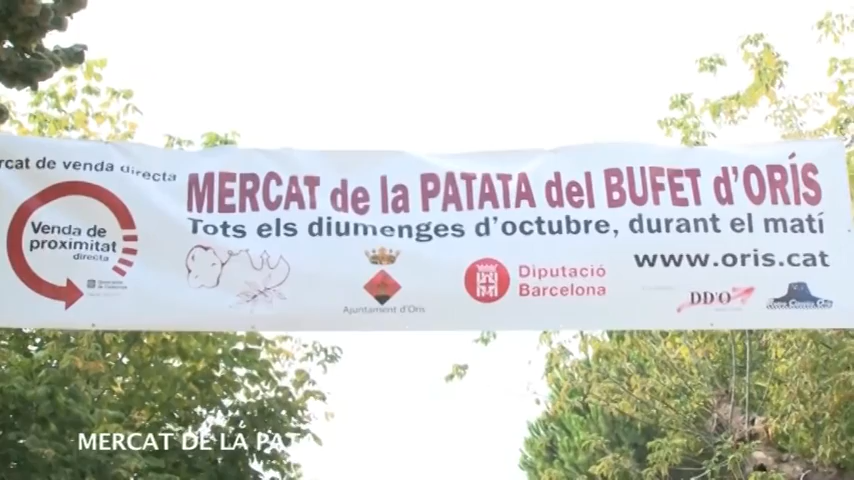 rcat de venda directa
MERCAT de la PATATA del BUFET d'ORÍS
Tots els diumenges d'octubre, durant el matí
Venda de
proximitat
directa
www.oris.cat
Diputació
Barcelona
Ajuntament d'Orís
DD'O
MERCAT DE LA PAT